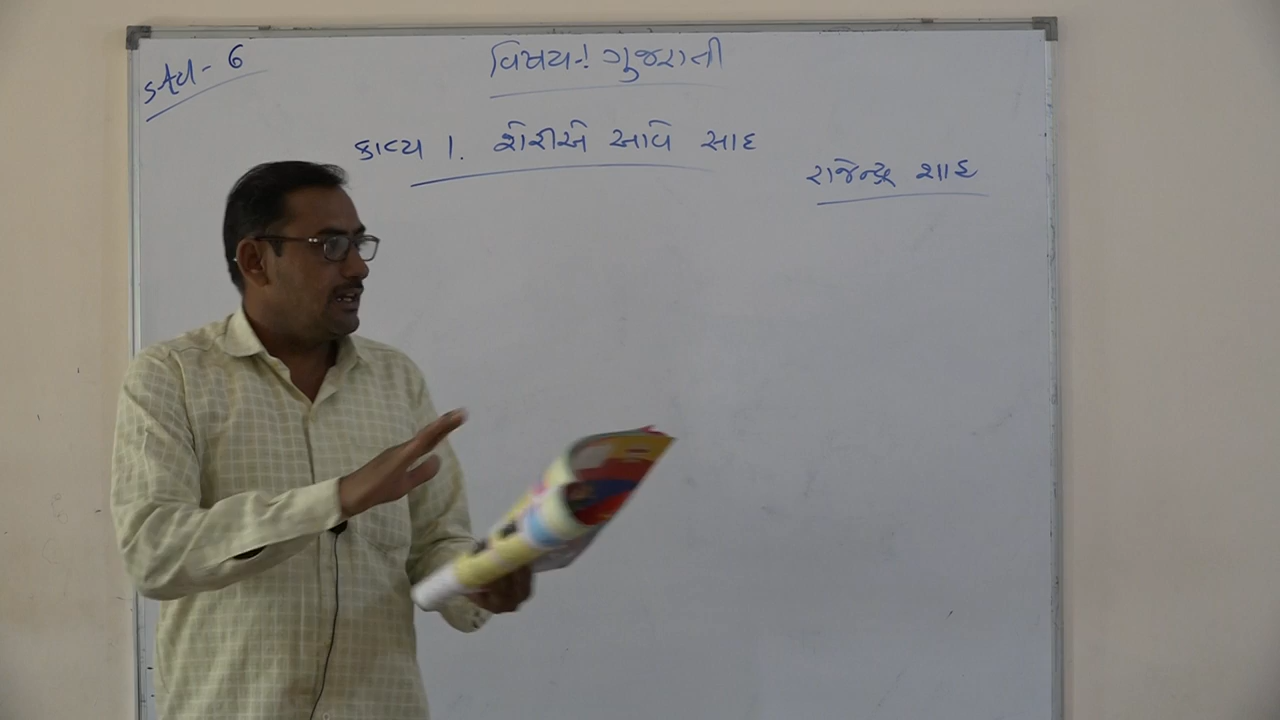 ધોરણ - 6
વિષય-! ગુજરાતી
કાવ્ય 1. શેરીએ આવે સાદ
રાજેન્દ્ર શાહ